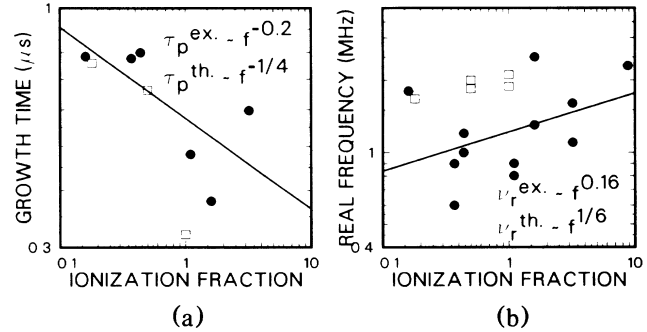 1
GROWTH TIME (μs)
τp ex. ~ f -0.2
τp th. ~ f -1/4
0 3
0 1
1
10
IONIZATION FRACTION
(a)
REAL FREQUENCY (MHz)
1
0 4
νr ex. ~ f 0.16
νr th. ~ f 1/6
0 1
1
10
IONIZATION FRACTION
(b)